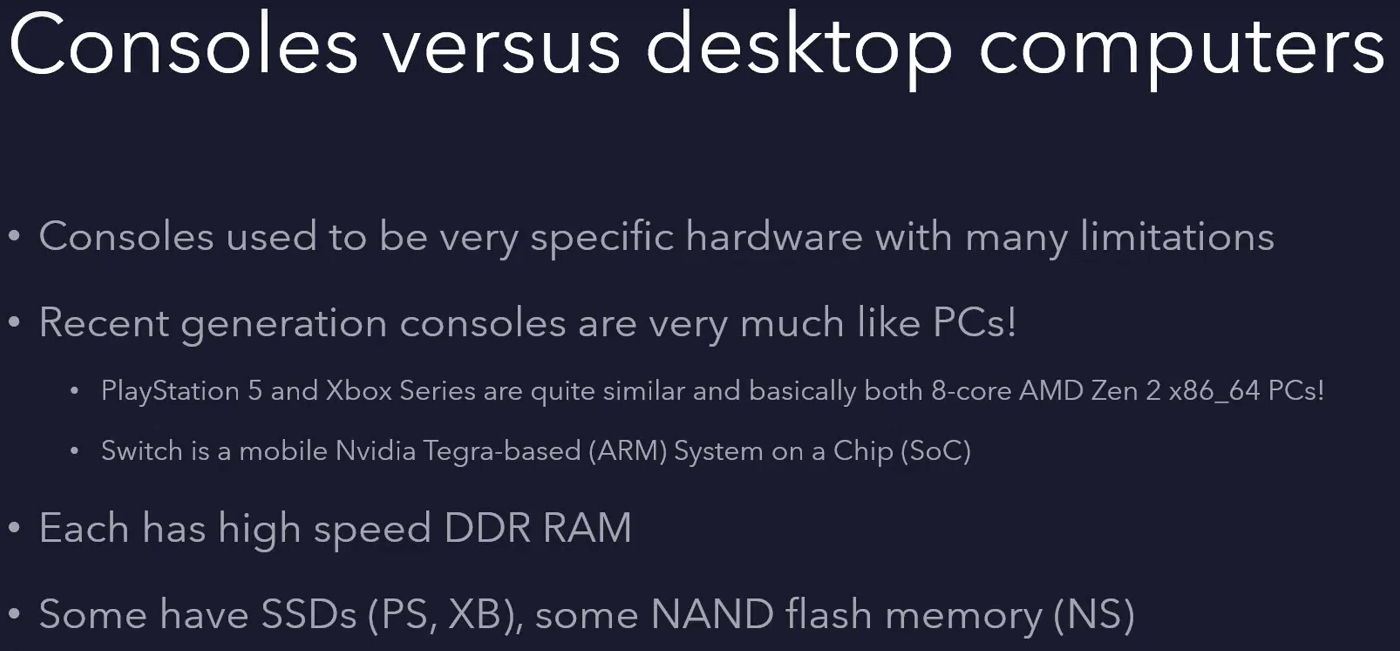 Consoles versus desktop computers
• Consoles used to be very specific hardware with many limitations
• Recent generation consoles are very much like PCs!
• PlayStation 5 and Xbox Series are quite similar and basically both 8-core AMD Zen 2 x86_64 PCs!
• Switch is a mobile Nvidia Tegra-based (ARM) System on a Chip (SoC)
• Each has high speed DDR RAM
• Some have SSDs (PS, XB), some NAND flash memory (NS)